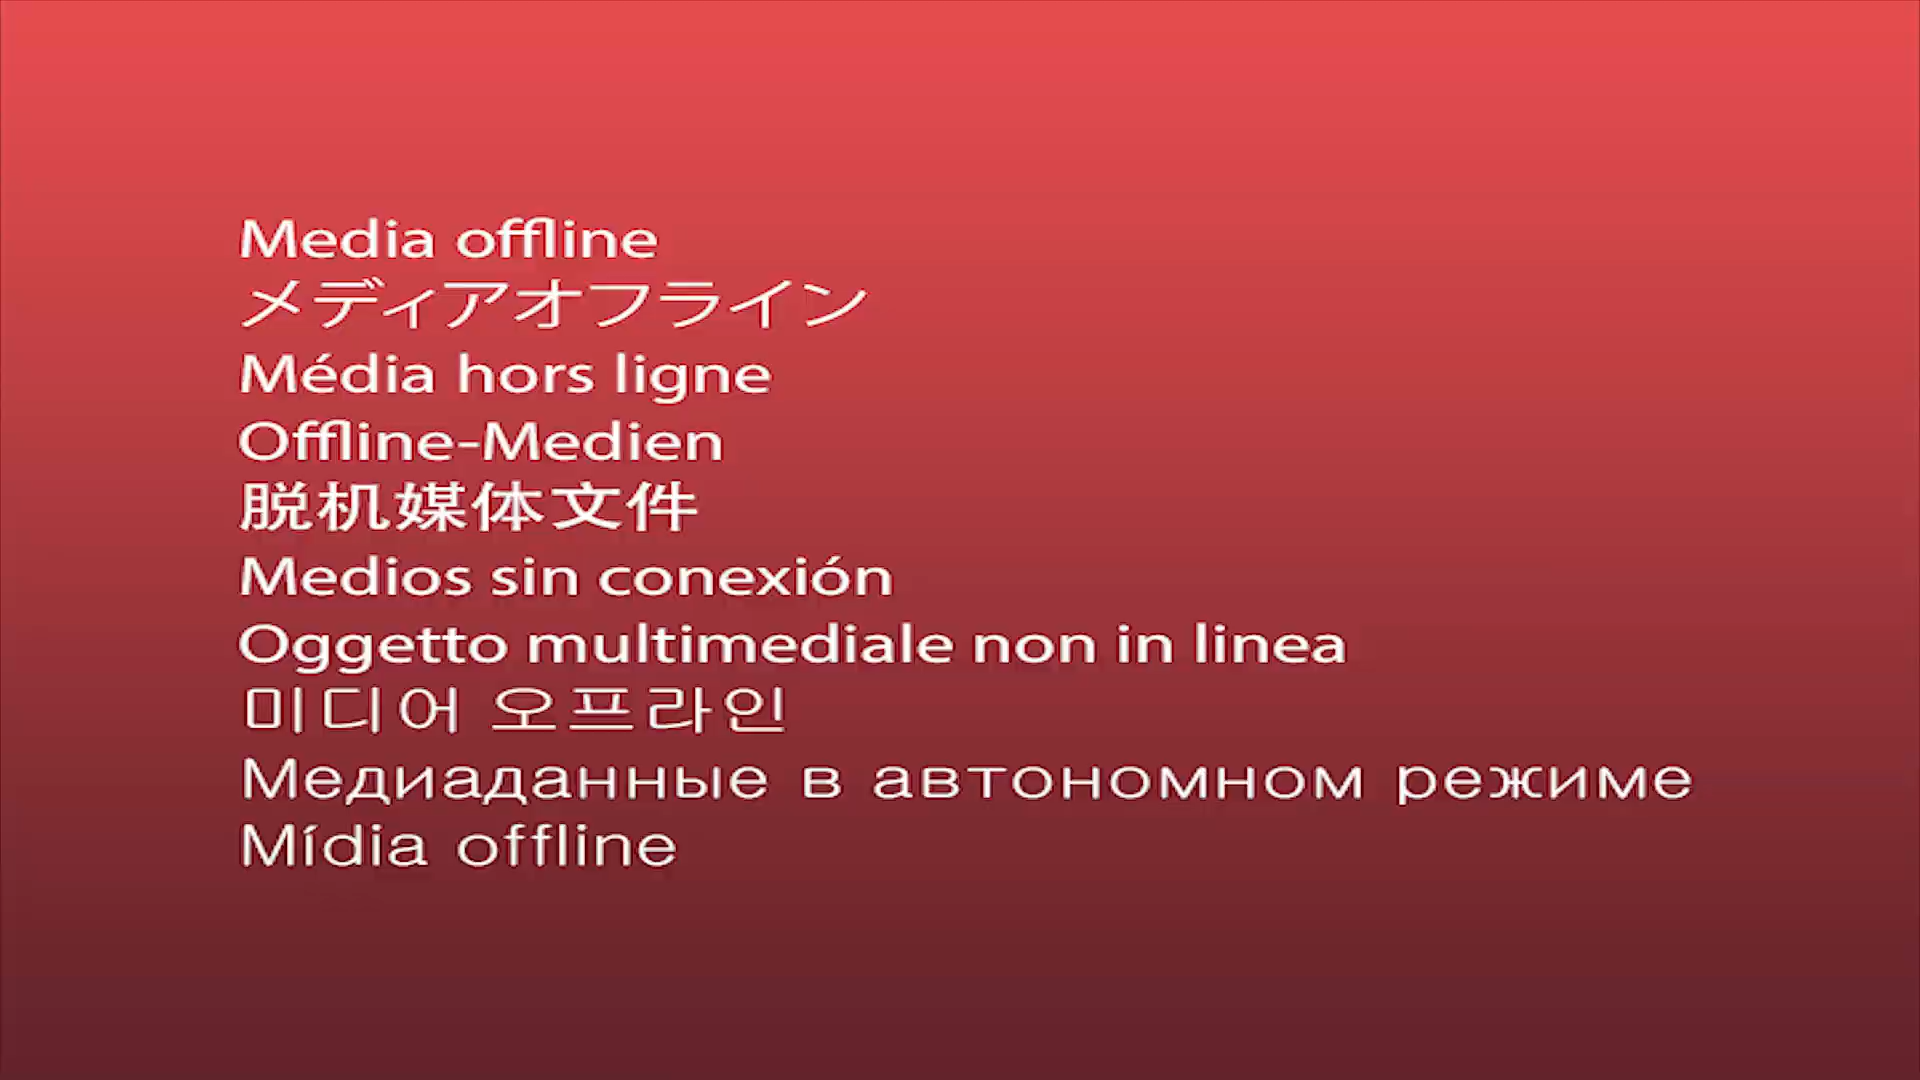 Media offline
メディアオフライン
Média hors ligne
Offline-Medien
脱机媒体文件
Medios sin conexión
Oggetto multimediale non in linea
미디어 오프라인
Медиаданные в автономном режиме
Mídia offline